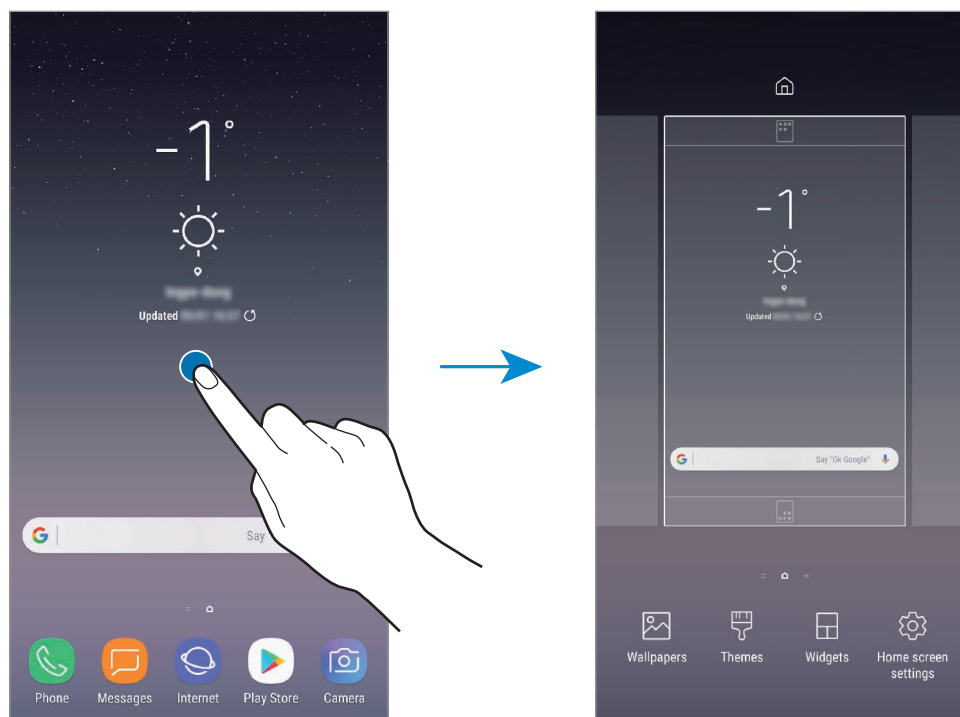 -1°
Updated
G
Say
Phone
Messages
Internet
Play Store
Camera
-1°
Updated
G
Say "Ok Google"
Wallpapers
Themes
Widgets
Home screen
settings